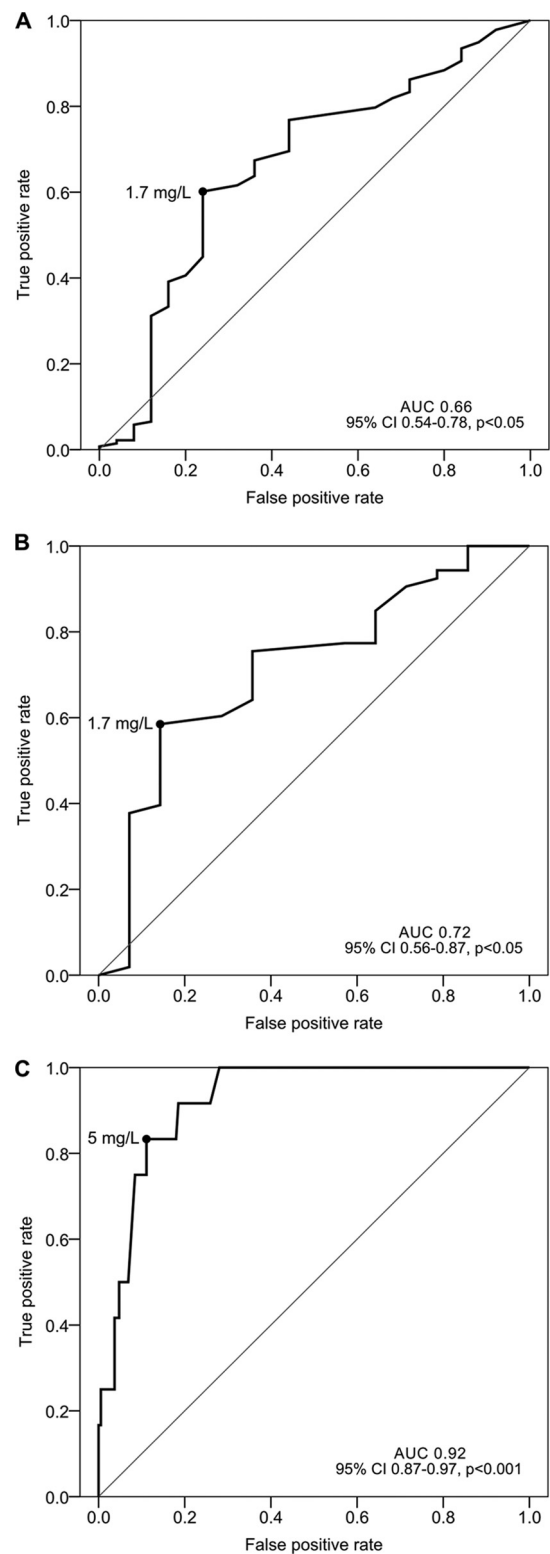 A
1.0
0.8
0.6
0.4
0.2
0.0
True positive rate
1.7 mg/L
AUC 0.66
95% CI 0.54-0.78, p<0.05
0.0 0.2 0.4 0.6 0.8 1.0
False positive rate
B
1.0
0.8
0.6
0.4
0.2
0.0
True positive rate
1.7 mg/L
AUC 0.72
95% CI 0.56-0.87, p<0.05
0.0 0.2 0.4 0.6 0.8 1.0
False positive rate
C
1.0
0.8
0.6
0.4
0.2
0.0
True positive rate
5 mg/L
AUC 0.92
95% CI 0.87-0.97, p<0.001
0.0 0.2 0.4 0.6 0.8 1.0
False positive rate